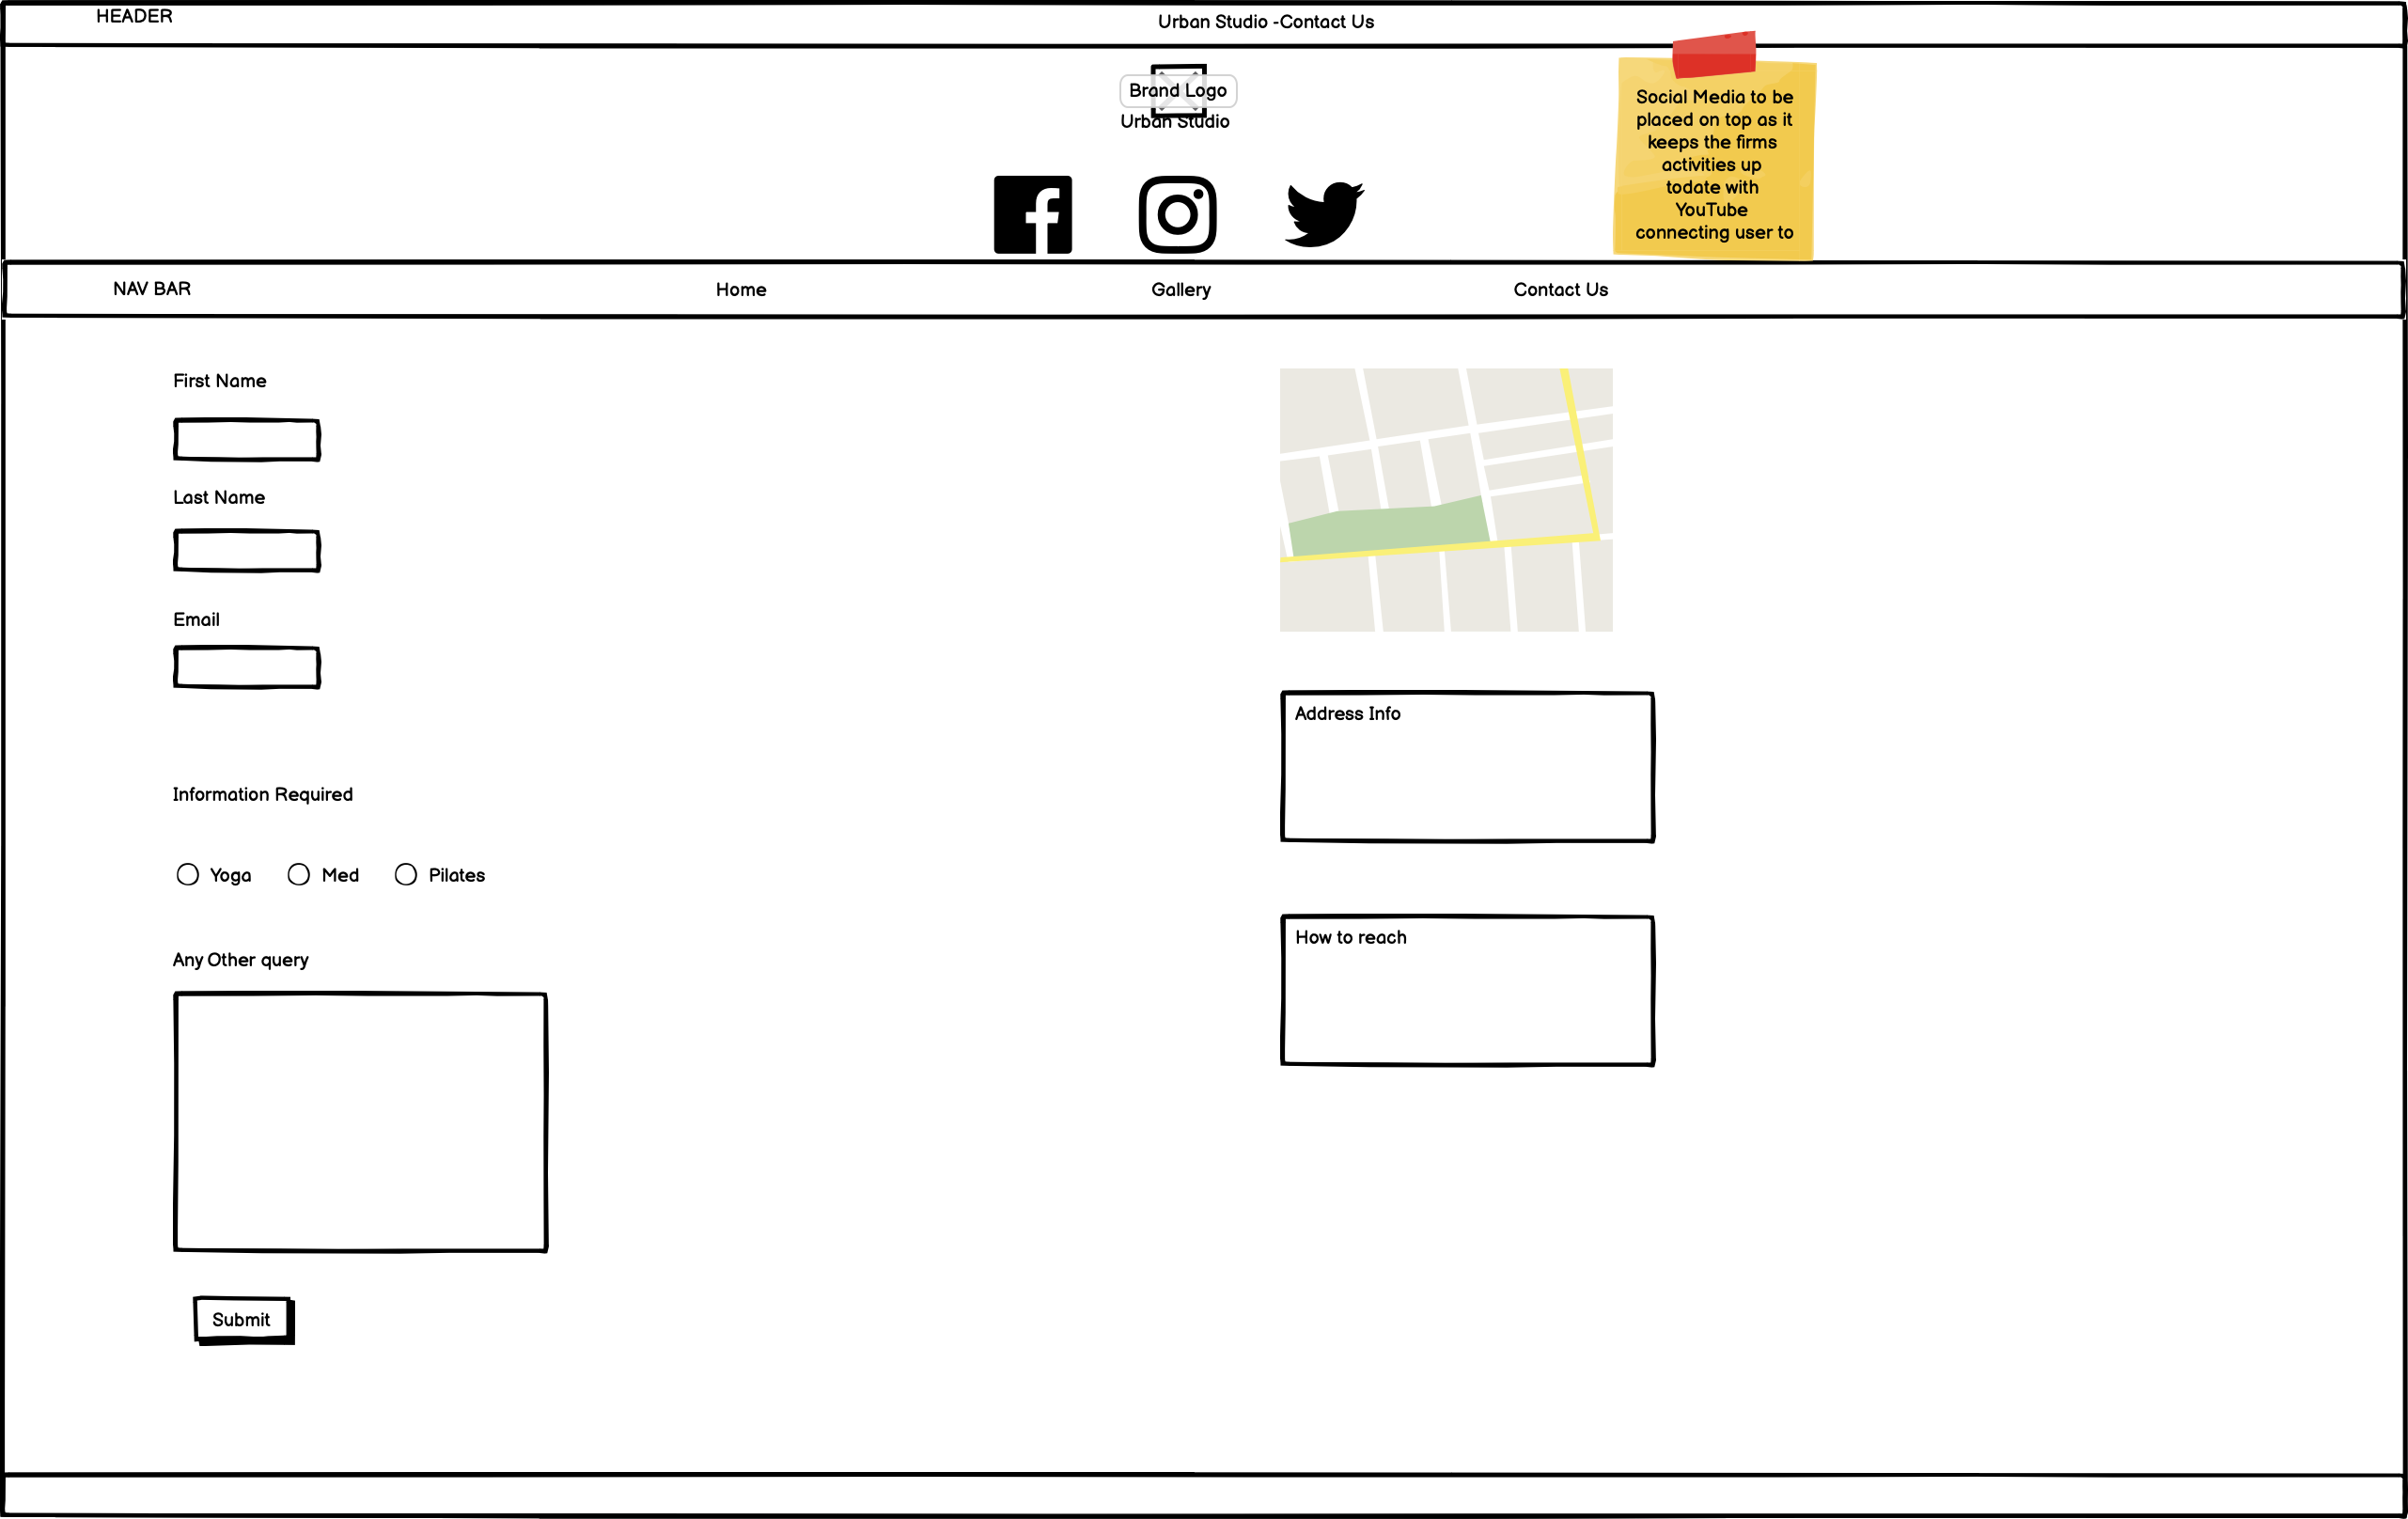 HEADER
Urban Studio -Contact Us
Brand Logo
Urban Studio
Social Media to be
placed on top as it
keeps the firms
activities up
todate with
YouTube
connecting user to
NAV BAR
Home
Gallery
Contact Us
First Name
Last Name
Email
Information Required
Yoga
Med
Pilates
Any Other query
Submit
Address Info
How to reach